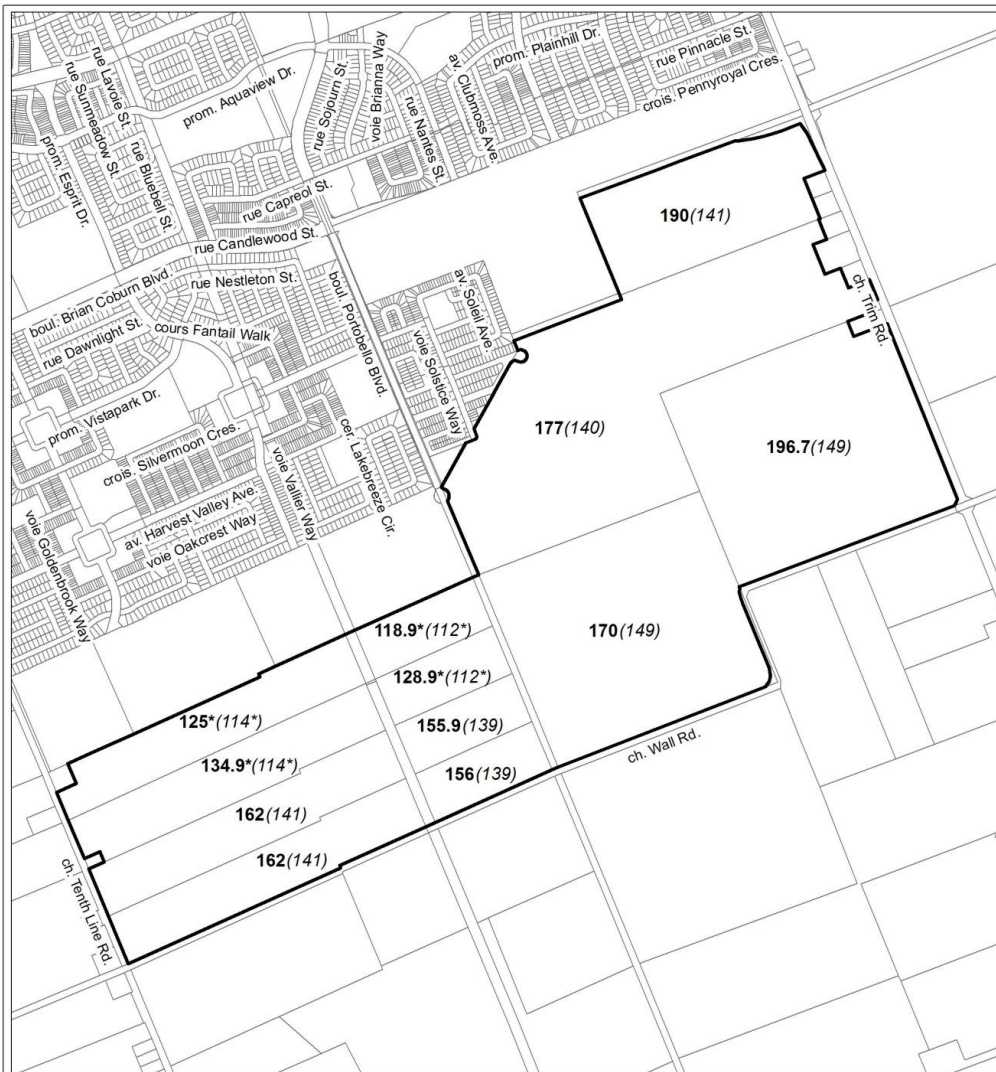 prom. Plainhill Dr.
rue Pinnacle St.
crois. Pennyroyal Cres.
av. Clubmoss Ave.
voie Brianna Way
rue Nantes St.
rue Sojourn St.
rue Lavoie St.
rue Sunmeadow St.
prom. Aquaview Dr.
prom. Esprit Dr.
rue Bluebell St.
rue Capreol St.
rue Candlewood St.
boul. Brian Coburn Blvd.
rue Nestleton St.
boul. Portobello Blvd.
av. Soleil Ave.
voie Solstice Way
rue Dawnlight St.
cours Fantail Walk
prom. Vistapark Dr.
crois. Silvermoon Cres.
cer. Lakebreeze Cir.
voie Vallier Way
av. Harvest Valley Ave.
voie Oakcrest Way
voie Goldenbrook Way
ch. Trim Rd.
190(141)
177(140)
196.7(149)
170(149)
118.9*(112*)
128.9*(112*)
125*(114*)
155.9(139)
134.9*(114*)
156(139)
162(141)
162(141)
ch. Wall Rd.
ch. Tenth Line Rd.